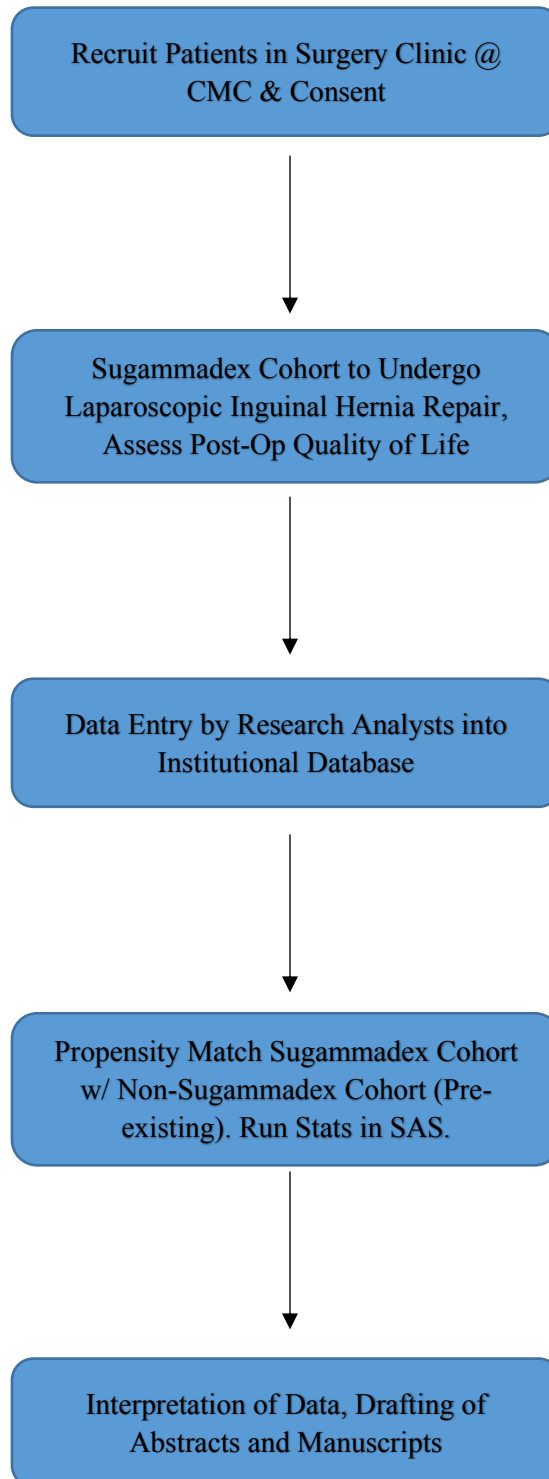 Recruit Patients in Surgery Clinic @
CMC & Consent
Sugammadex Cohort to Undergo
Laparoscopic Inguinal Hernia Repair,
Assess Post-Op Quality of Life
Data Entry by Research Analysts into
Institutional Database
Propensity Match Sugammadex Cohort
w/ Non-Sugammadex Cohort (Pre-
existing). Run Stats in SAS.
Interpretation of Data, Drafting of
Abstracts and Manuscripts